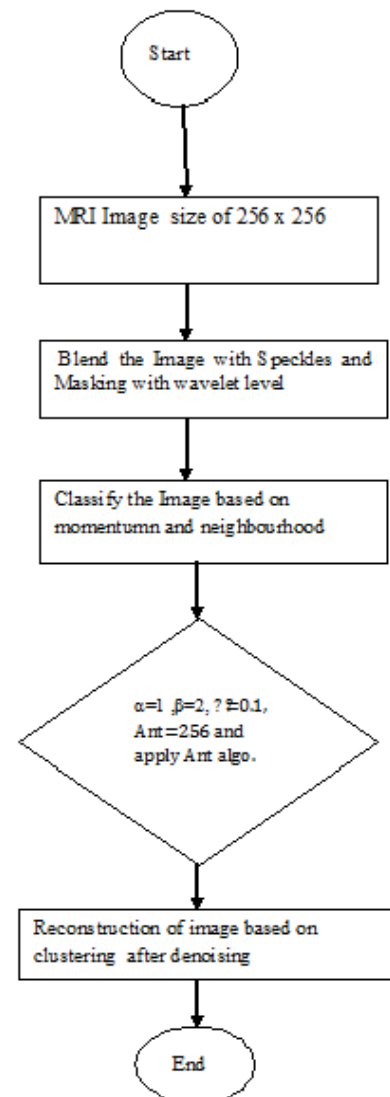 Start
MRI Image size of 256 x 256
Blend the Image with Speckles and
Masking with wavelet level
Classify the Image based on
momentumn and neighbourhood
α=1 ,β=2, ??=0.1,
Ant=256 and
apply Ant algo.
Reconstruction of image based on
clustering after denoising
End